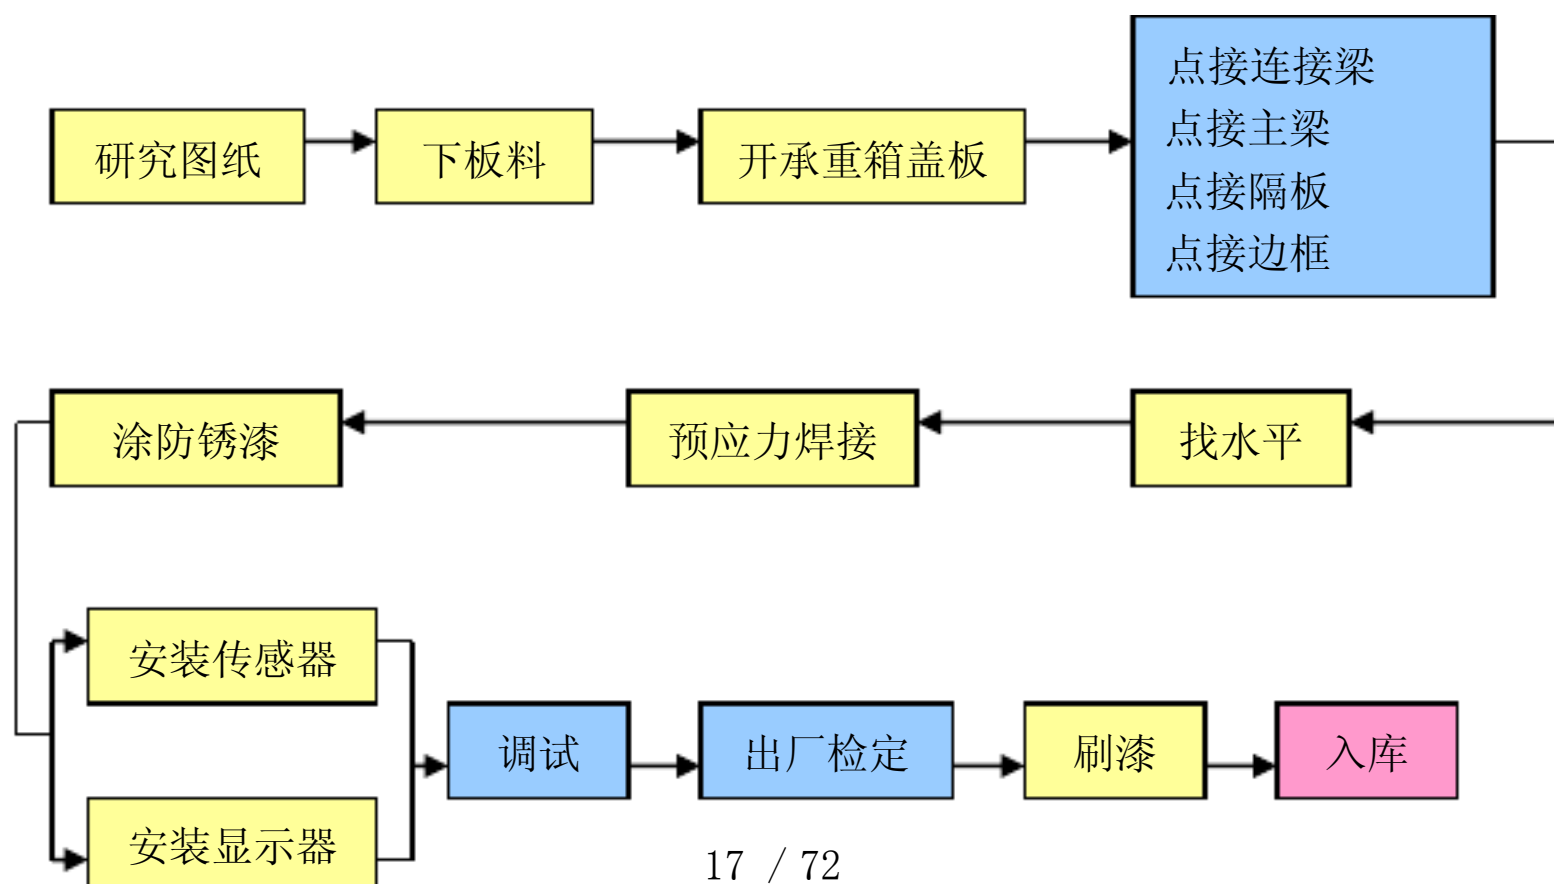 研究图纸
下板料
开承重箱盖板
点接连接梁
点接主梁
点接隔板
点接边框
涂防锈漆
预应力焊接
找水平
安装传感器
调试
出厂检定
刷漆
入库
安装显示器
17 / 72